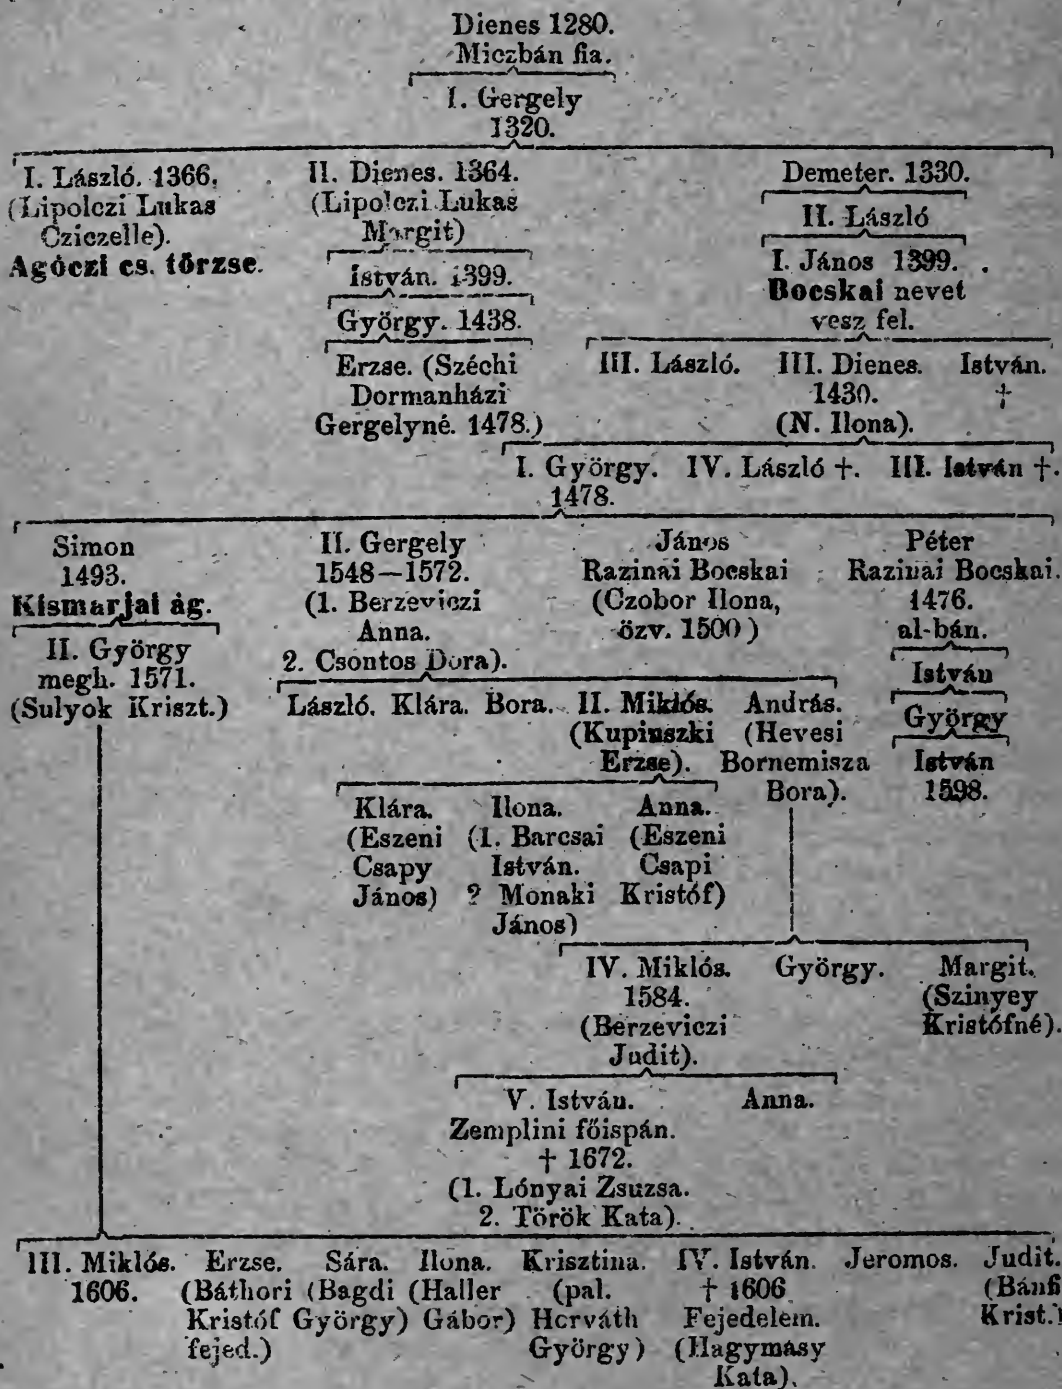 Dienes 1280.
Miczbán fia.
I. Gergely
1320.
I. László. 1366. II. Dienes. 1364. Demeter. 1330.
(Lipolczi Lukas (Lipolczi Lukas II. László
Cziczelle). Margit) I. János 1399.
Agóczi cs. törzse. István. 1399. Bocskai nevet
György. 1438. vesz fel.
Erzse. (Széchi III. László. III. Dienes. István.
Dormanházi 1430. †
Gergelyné. 1478.) (N. Ilona).
I. György. IV. László †. III. István †.
1478.
Simon II. Gergely János Péter
1493. 1548—1572. Razinai Bocskai Razinai Bocskai.
Kismarjai ág. (1. Berzeviczi (Czobor Ilona, 1476.
II. György Anna. özv. 1500) al-bán.
megh. 1571. 2. Csontos Dora). István
(Sulyok Kriszt.) László. Klára. Bora. II. Miklós. András. György
(Kupinszki (Hevesi István
Erzse). Bornemisza 1598.
Klára. Ilona. Anna. Bora).
(Eszeni (1. Barcsai (Eszeni
Csapy István. Csapi
János) ? Monaki Kristóf)
János)
IV. Miklós. György. Margit.
1584. (Szinyey
(Berzeviczi Kristófné).
Judit).
V. István. Anna.
Zemplini főispán.
† 1672.
(1. Lónyai Zsuzsa.
2. Török Kata).
III. Miklós. Erzse. Sára. Ilona. Krisztina. IV. István. Jeromos. Judit.
1606. (Báthori (Bagdi (Haller (pal. † 1606 (Bánfi
Kristóf György) Gábor) Horváth Fejedelem. Krist.)
fejed.) György) (Hagymásy
Kata).